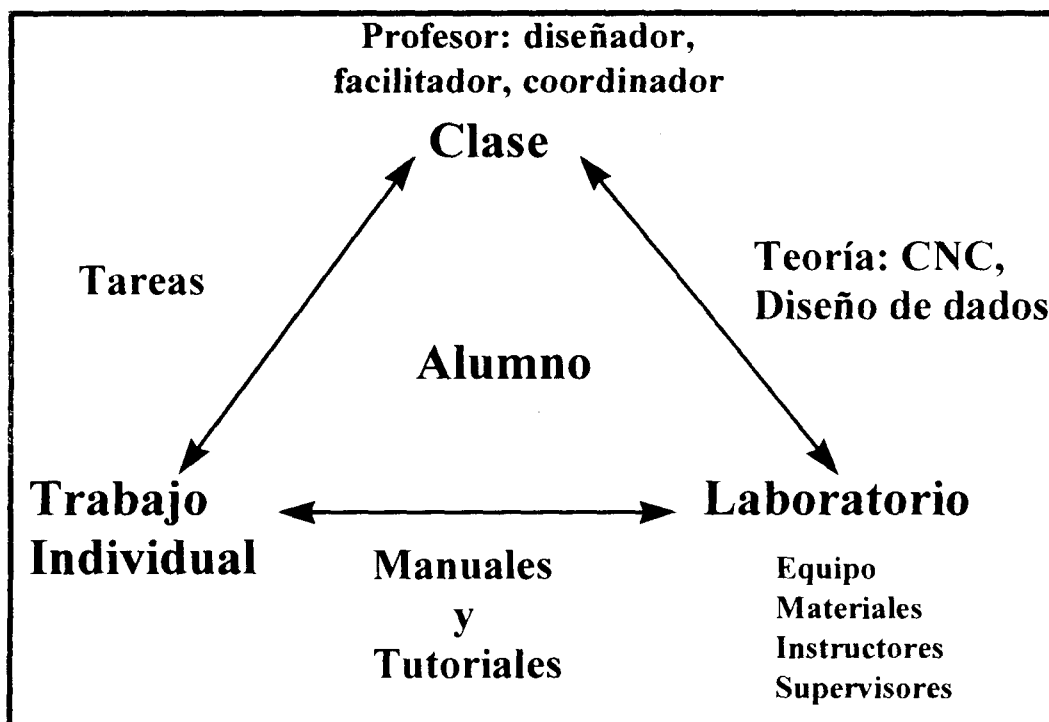 Profesor: diseñador,
facilitador, coordinador
Clase
Tareas
Teoría: CNC,
Diseño de dados
Alumno
Trabajo
Individual
Manuales
y
Tutoriales
Laboratorio
Equipo
Materiales
Instructores
Supervisores